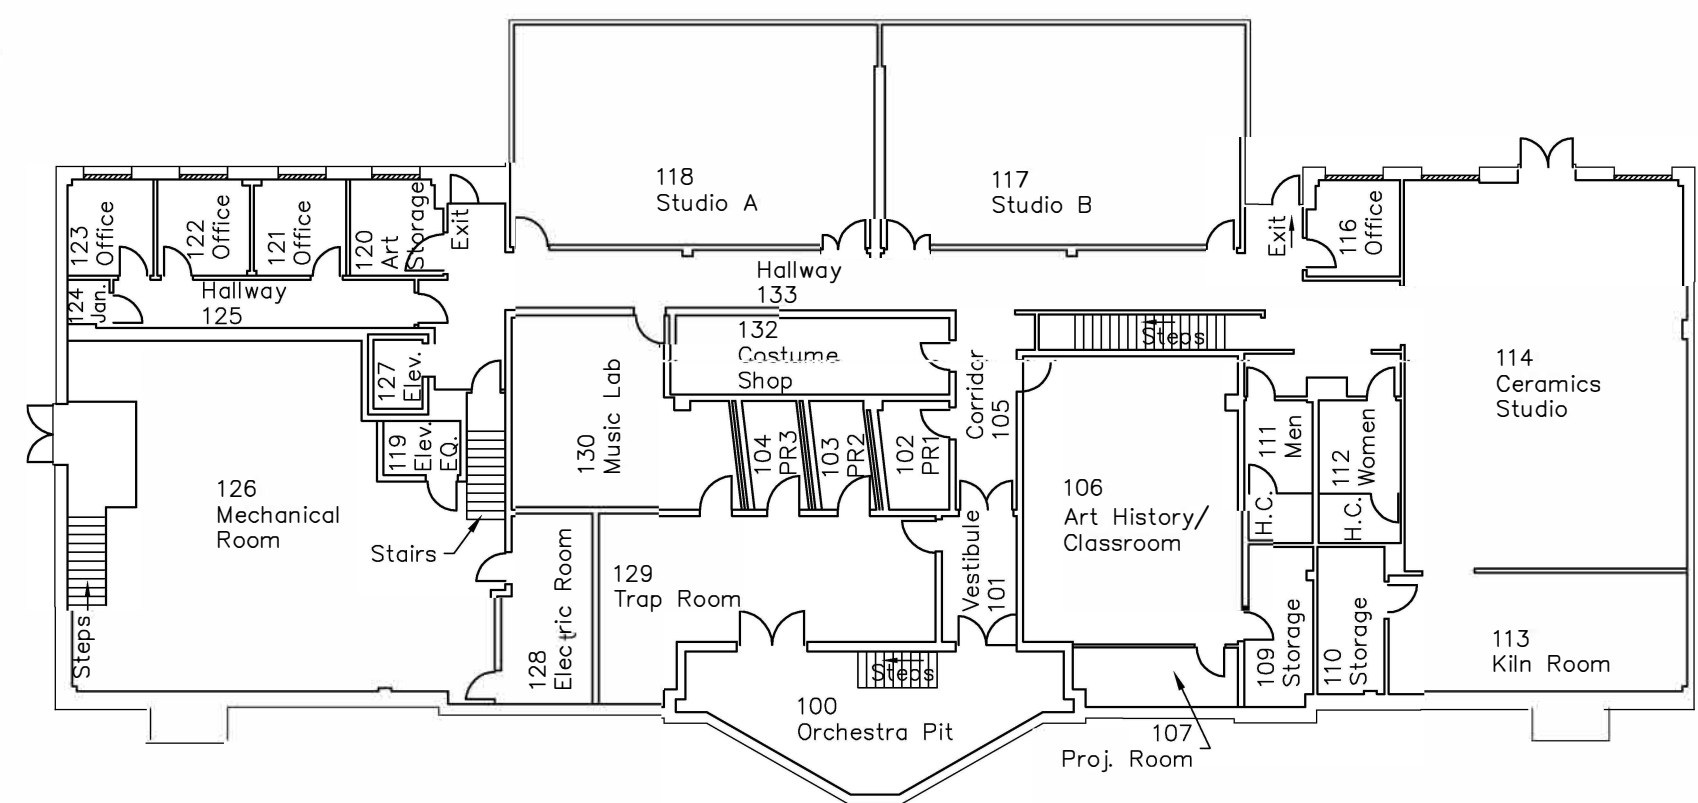 118
Studio A
117
Studio B
123
Office
122
Office
121
Office
120
Art
Storage
Exit
Exit
116
Office
124
Jan.
Hallway
125
Hallway
133
132
Costume
Shop
Steps
127
Elev.
114
Ceramics
Studio
130
Music Lab
Corridor
105
119
Elev.
EQ.
104
PR3
103
PR2
102
PR1
111
Men
112
Women
126
Mechanical
Room
106
Art History/
Classroom
H.C.
H.C.
Stairs
128
Electric Room
129
Trap Room
Vestibule
101
Steps
109
Storage
110
Storage
113
Kiln Room
Steps
100
Orchestra Pit
107
Proj. Room